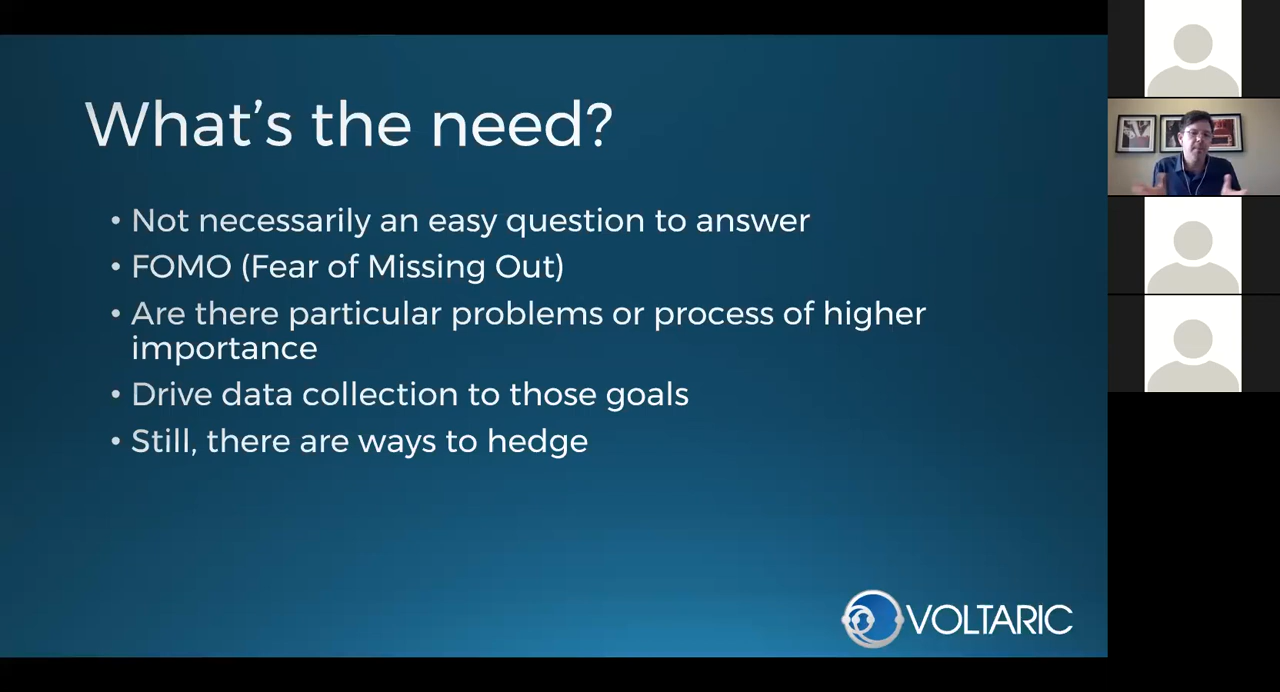 What's the need?
• Not necessarily an easy question to answer
• FOMO (Fear of Missing Out)
• Are there particular problems or process of higher
importance
• Drive data collection to those goals
• Still, there are ways to hedge
VOLTARIC